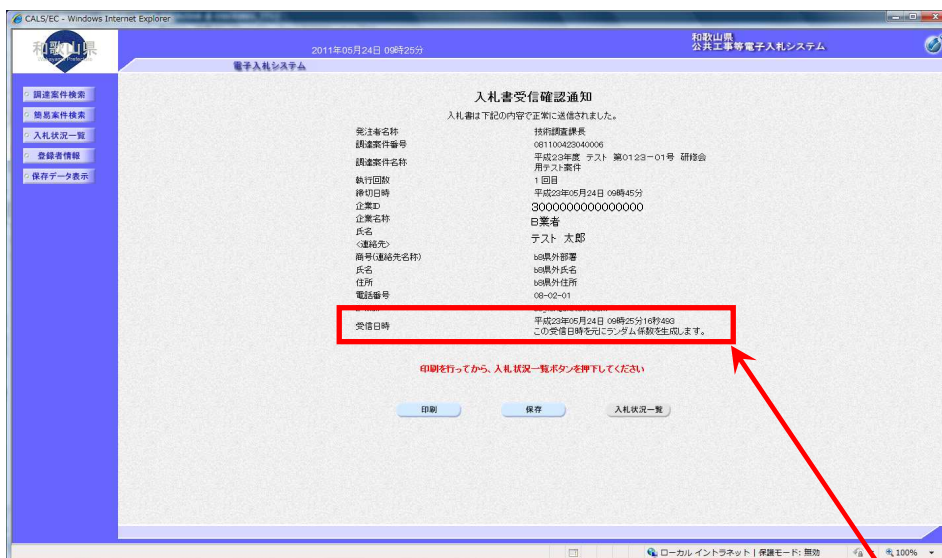 CALS/EC - Windows Internet Explorer
和歌山県
Wakayama Prefecture
2011年05月24日 09時25分
和歌山県
公共工事等電子入札システム
電子入札システム
調達案件検索
簡易案件検索
入札状況一覧
登録者情報
保存データ表示
入札書受信確認通知
入札書は下記の内容で正常に送信されました。
発注者名称 技術調査課長
調達案件番号 081100423040006
調達案件名称 平成23年度 テスト 第0123-01号 研修会
用テスト案件
執行回数 1回目
締切日時 平成23年05月24日 09時45分
企業ID 3000000000000000
企業名称 B業者
氏名 テスト 太郎
<連絡先>
商号(連絡先名称) b8県外部署
氏名 b8県外氏名
住所 b8県外住所
電話番号 08-02-01
受信日時 平成23年05月24日 09時25分16秒493
この受信日時を元にランダム係数を生成します。
印刷を行ってから、入札状況一覧ボタンを押下してください
印刷 保存 入札状況一覧
ローカル イントラネット | 保護モード: 無効 100%